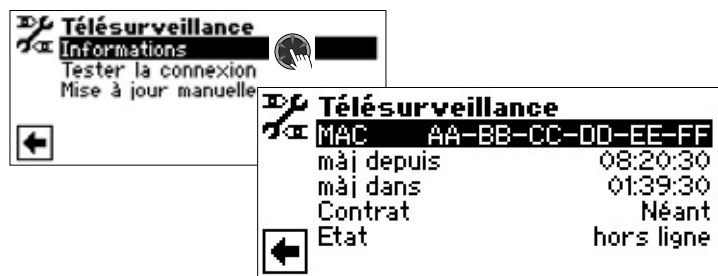 Télésurveillance
Informations
Tester la connexion
Mise à jour manuelle
Télésurveillance
MAC AA-BB-CC-DD-EE-FF
màj depuis 08:20:30
màj dans 01:39:30
Contrat Néant
Etat hors ligne